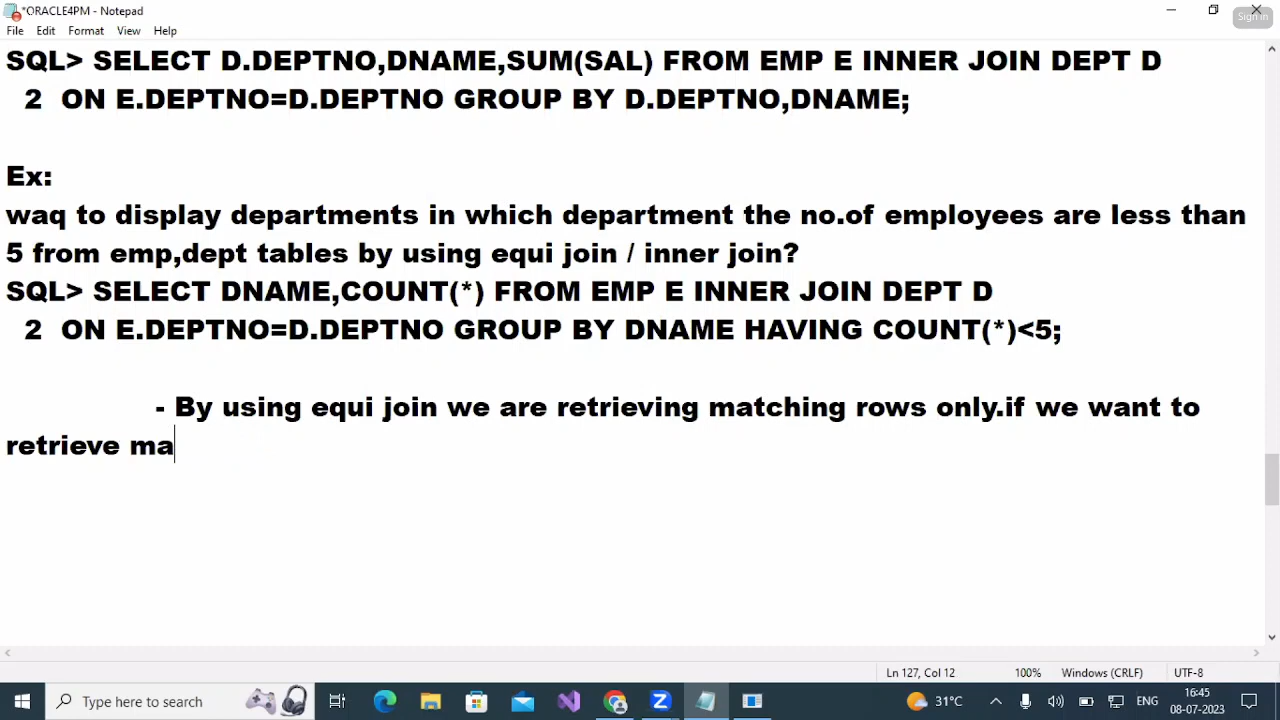 *ORACLE4PM - Notepad
Sign in
File Edit Format View Help
SQL> SELECT D.DEPTNO,DNAME,SUM(SAL) FROM EMP E INNER JOIN DEPT D
2 ON E.DEPTNO=D.DEPTNO GROUP BY D.DEPTNO,DNAME;
Ex:
waq to display departments in which department the no.of employees are less than
5 from emp,dept tables by using equi join / inner join?
SQL> SELECT DNAME,COUNT(*) FROM EMP E INNER JOIN DEPT D
2 ON E.DEPTNO=D.DEPTNO GROUP BY DNAME HAVING COUNT(*)<5;
- By using equi join we are retrieving matching rows only.if we want to
retrieve ma
Ln 127, Col 12 100% Windows (CRLF) UTF-8
Type here to search 31°C ENG 16:45
08-07-2023